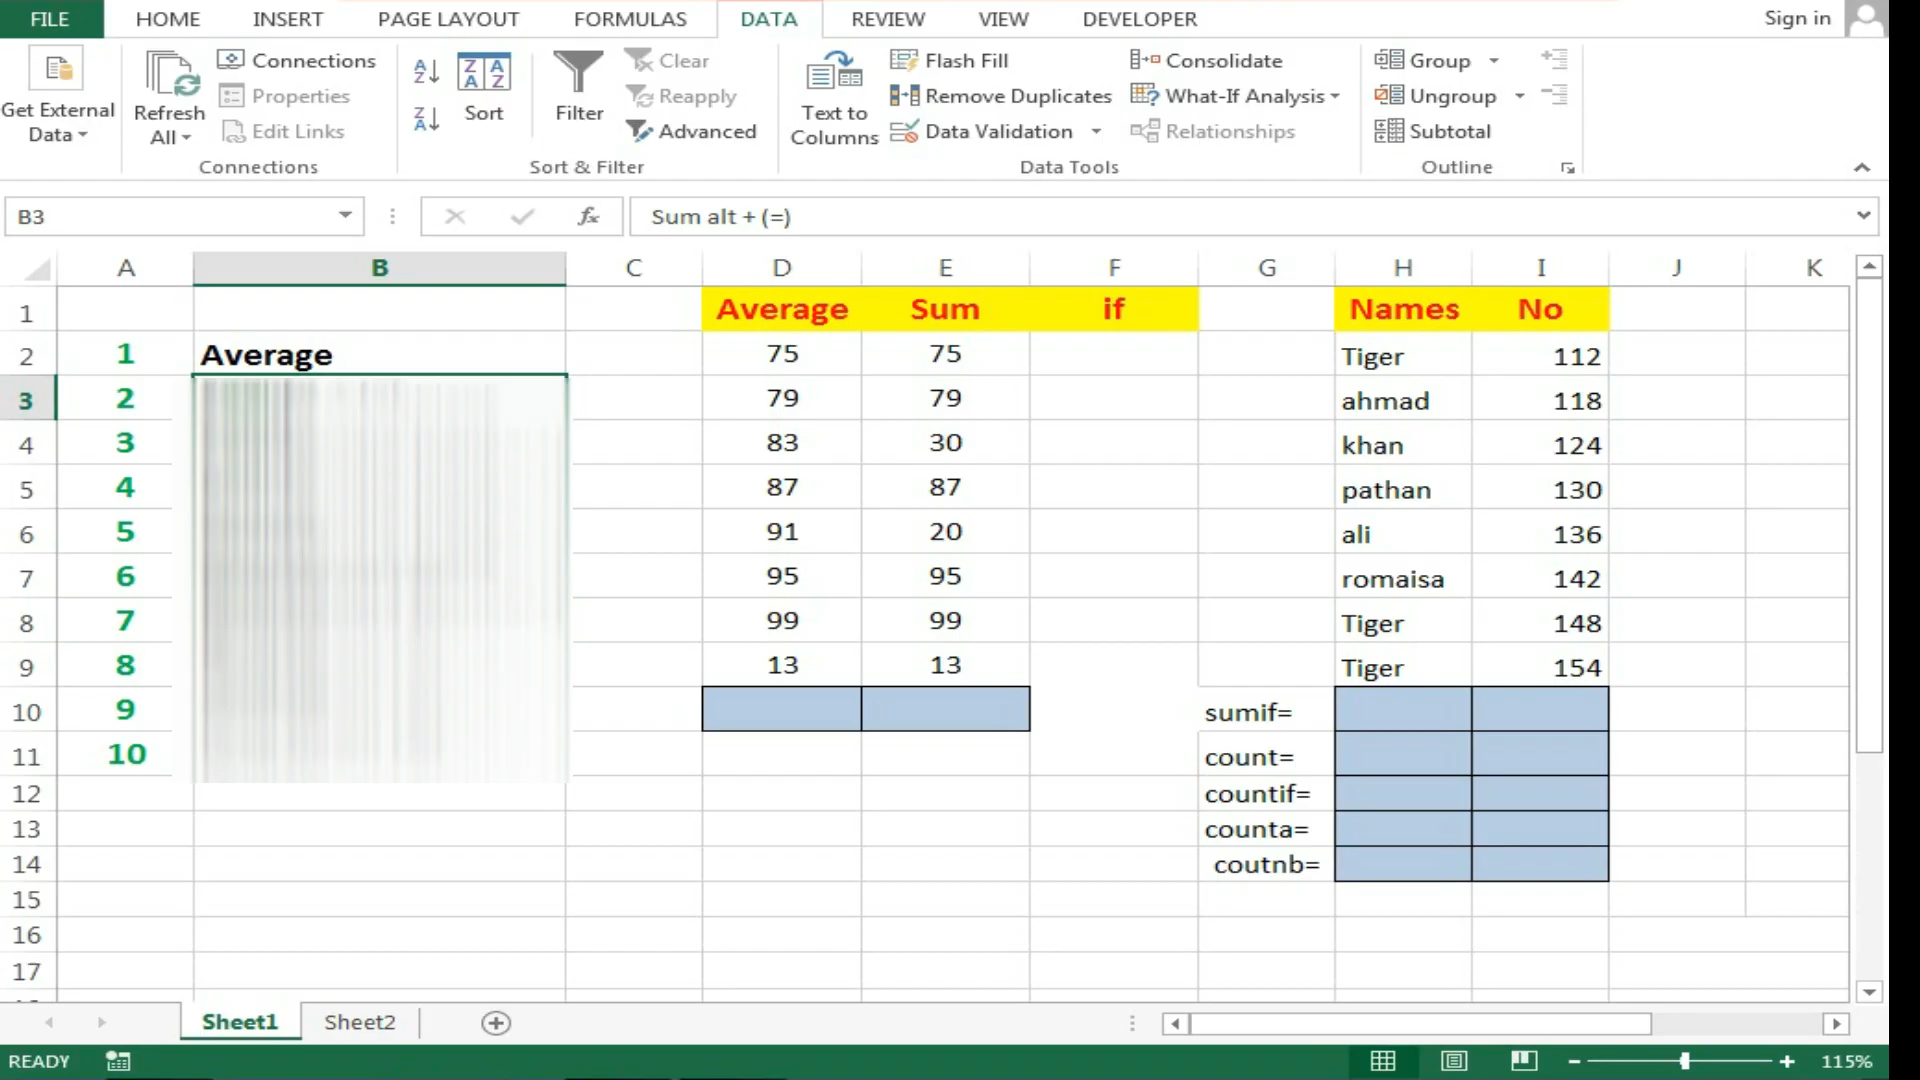 FILE HOME INSERT PAGE LAYOUT FORMULAS DATA REVIEW VIEW DEVELOPER Sign in
Get External Data
Refresh All
Connections
Properties
Edit Links
Connections
Sort
Filter
Clear
Reapply
Advanced
Sort & Filter
Text to Columns
Flash Fill
Remove Duplicates
Data Validation
Consolidate
What-If Analysis
Relationships
Data Tools
Group
Ungroup
Subtotal
Outline
B3 fx Sum alt + (=)
A B C D E F G H I J K
1 Average Sum if Names No
2 1 Average 75 75 Tiger 112
3 2 79 79 ahmad 118
4 3 83 30 khan 124
5 4 87 87 pathan 130
6 5 91 20 ali 136
7 6 95 95 romaisa 142
8 7 99 99 Tiger 148
9 8 13 13 Tiger 154
10 9 sumif=
11 10 count=
12 countif=
13 counta=
14 coutnb=
15
16
17
Sheet1 Sheet2
READY 115%